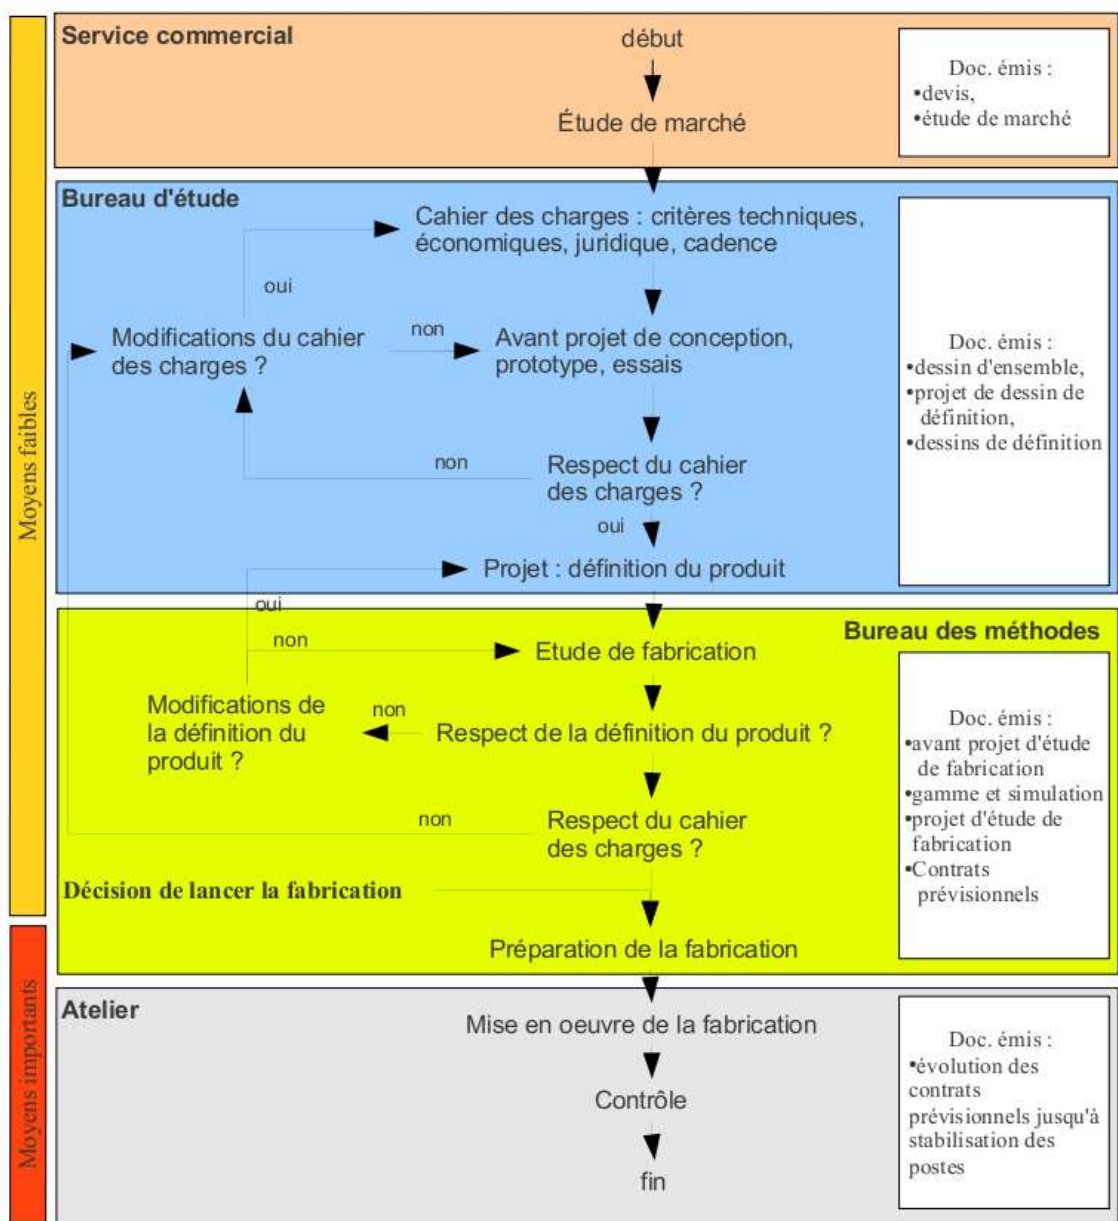 Moyens faibles
Moyens importants
Service commercial
début
Étude de marché
Doc. émis :
•devis,
•étude de marché
Bureau d'étude
Cahier des charges : critères techniques,
économiques, juridique, cadence
oui
Modifications du cahier
des charges ?
non
Avant projet de conception,
prototype, essais
non
Respect du cahier
des charges ?
oui
Projet : définition du produit
Doc. émis :
•dessin d'ensemble,
•projet de dessin de
définition,
•dessins de définition
oui
Bureau des méthodes
non
Etude de fabrication
Modifications de
la définition du
produit ?
non
Respect de la définition du produit ?
non
Respect du cahier
des charges ?
Décision de lancer la fabrication
Préparation de la fabrication
Doc. émis :
•avant projet d'étude
de fabrication
•gamme et simulation
•projet d'étude de
fabrication
•Contrats
prévisionnels
Atelier
Mise en oeuvre de la fabrication
Contrôle
fin
Doc. émis :
•évolution des
contrats
prévisionnels jusqu'à
stabilisation des
postes